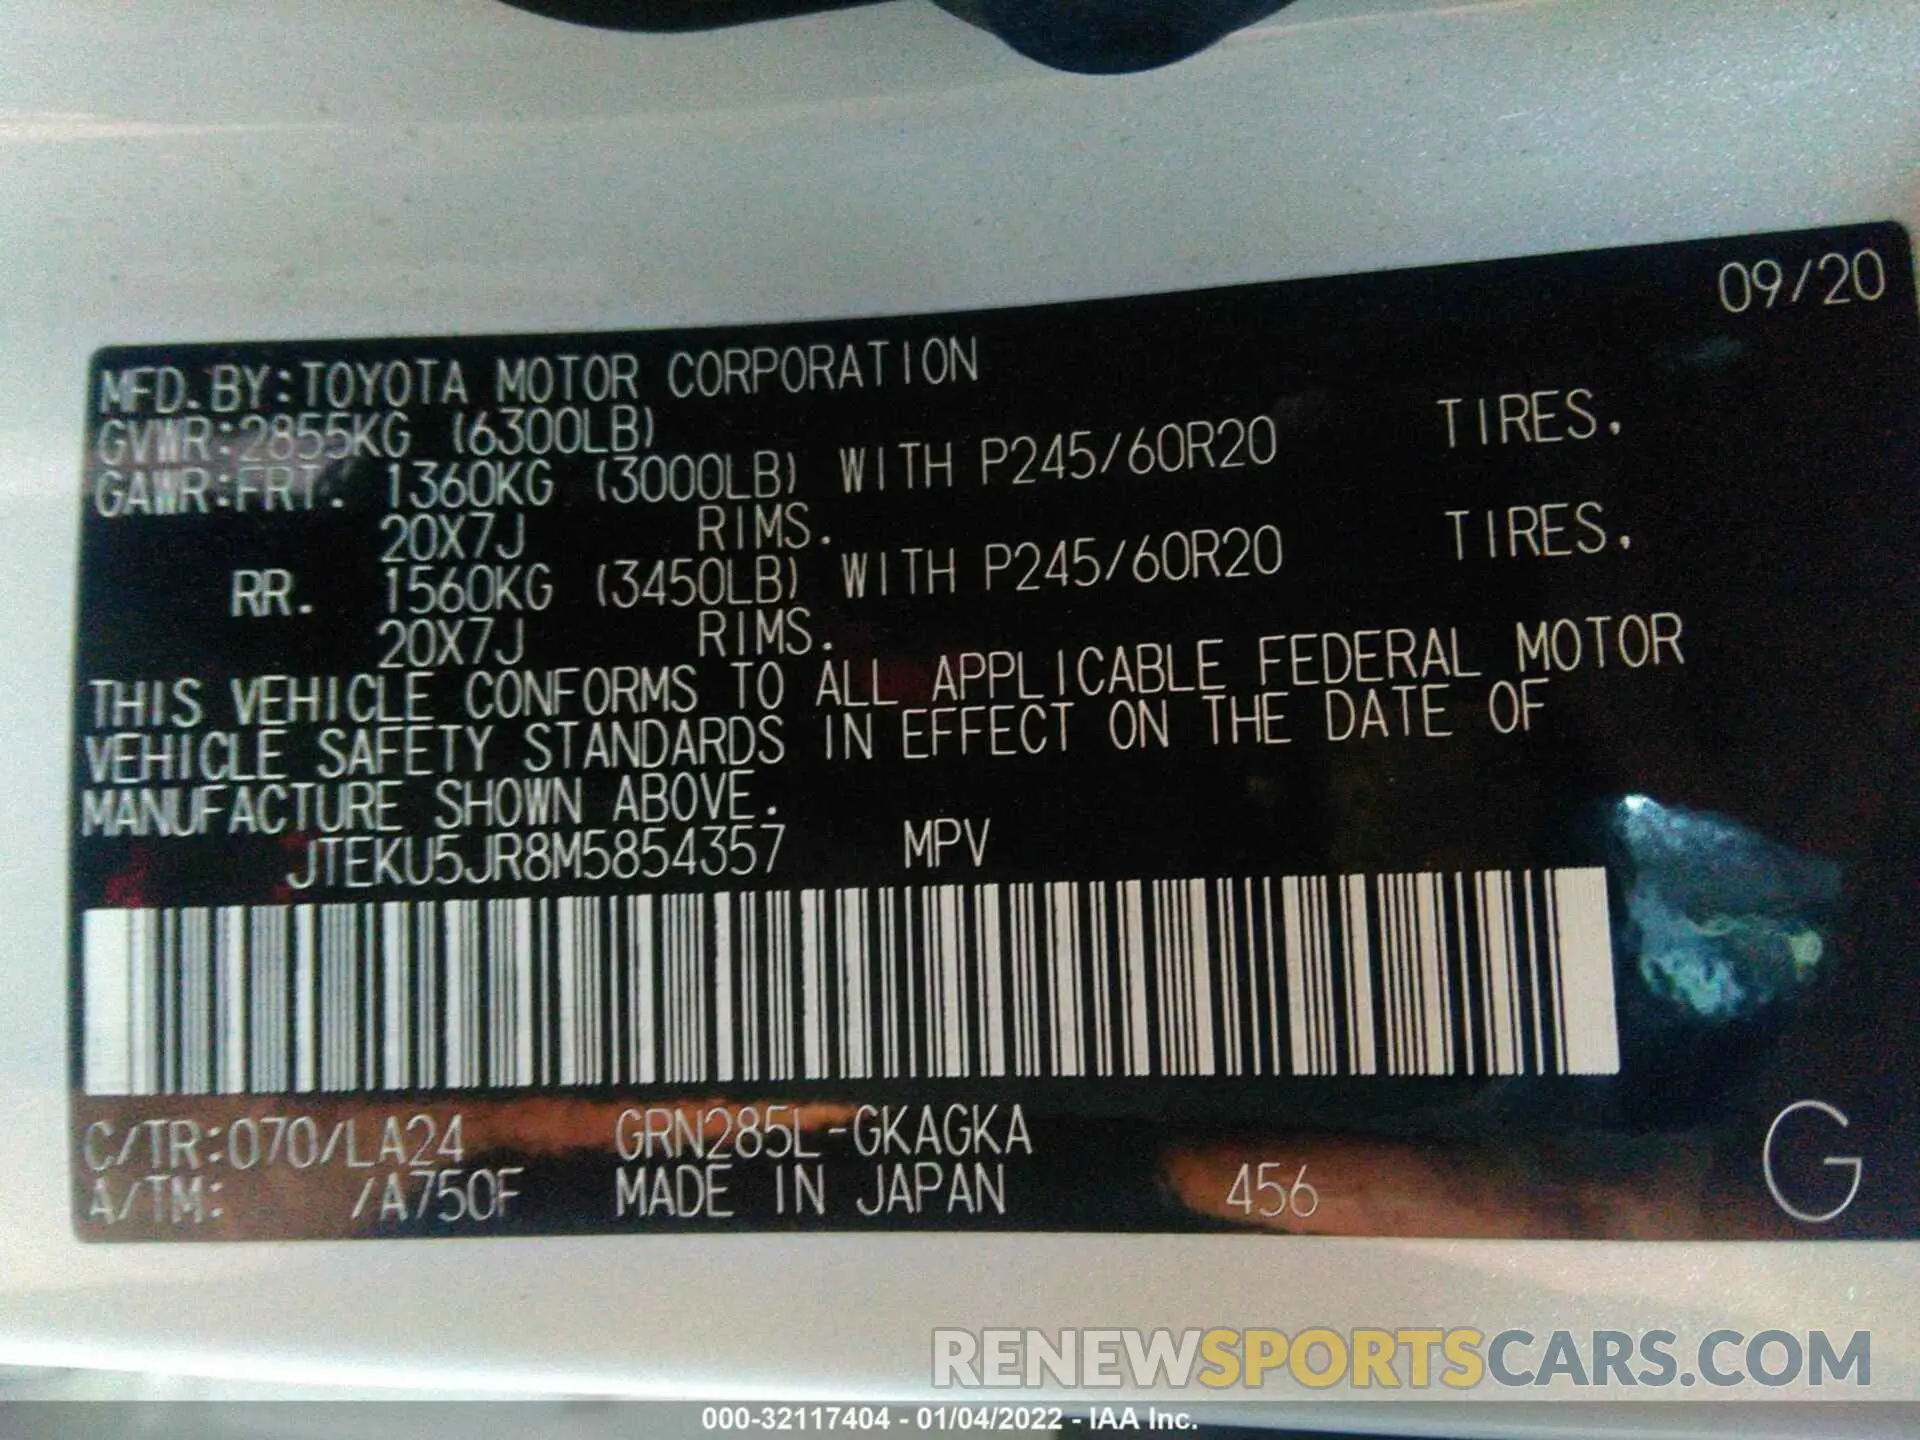 09/20
MFD.BY:TOYOTA MOTOR CORPORATION
GVWR:2855KG (6300LB)
GAWR:FRT. 1360KG (3000LB) WITH P245/60R20 TIRES.
20X7J RIMS.
RR. 1560KG (3450LB) WITH P245/60R20 TIRES.
20X7J RIMS.
THIS VEHICLE CONFORMS TO ALL APPLICABLE FEDERAL MOTOR
VEHICLE SAFETY STANDARDS IN EFFECT ON THE DATE OF
MANUFACTURE SHOWN ABOVE.
JTEKU5JR8M5854357 MPV
C/TR:070/LA24 GRN285L-GKAGKA
A/TM: /A750F MADE IN JAPAN 456 G
RENEWSPORTSCARS.COM
000-32117404 - 01/04/2022 - IAA Inc.